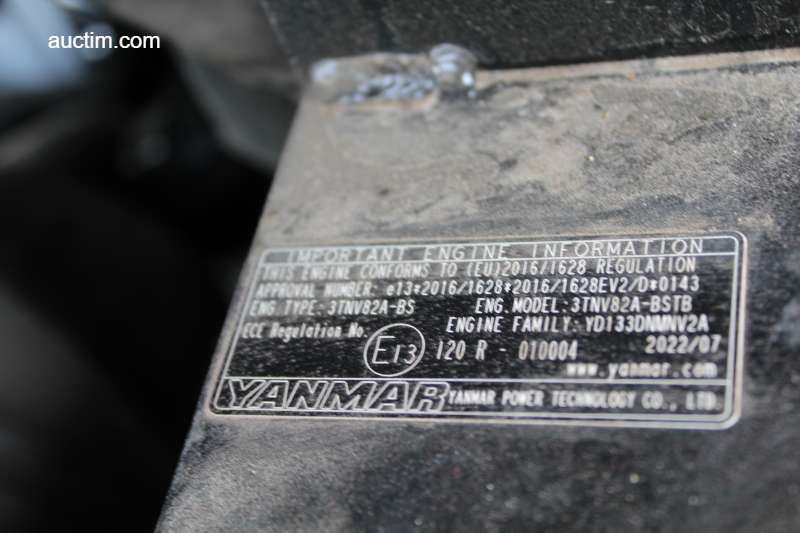 auctim.com
IMPORTANT ENGINE INFORMATION
THIS ENGINE CONFORMS TO (EU)2016/1628 REGULATION
APPROVAL NUMBER: e13*2016/1628*2016/1628EV2/D*0143
ENG.TYPE: 3TNV82A-BS ENG.MODEL: 3TNV82A-BSTB
ECE Regulation No. ENGINE FAMILY: YD133DNMNV2A
E13 120 R - 010004 2022/07
www.yanmar.com
YANMAR YANMAR POWER TECHNOLOGY CO., LTD.